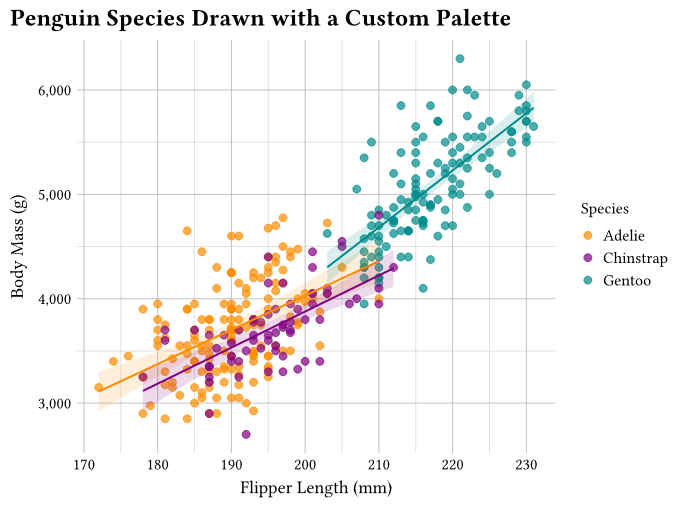 Penguin Species Drawn with a Custom Palette
Body Mass (g)
6,000
5,000
4,000
3,000
170 180 190 200 210 220 230
Flipper Length (mm)
Species
Adelie
Chinstrap
Gentoo